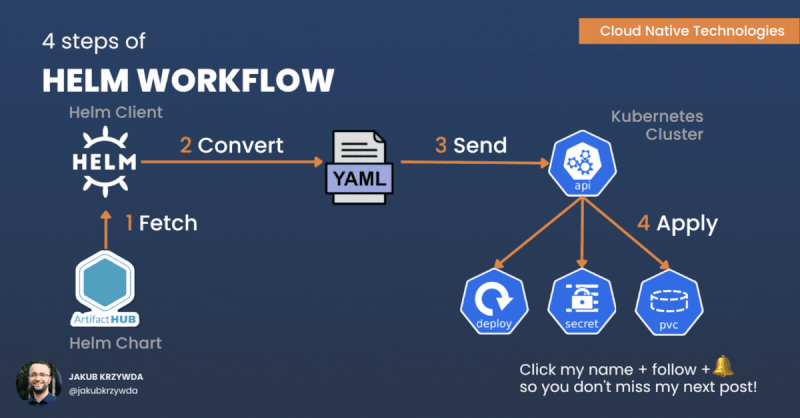 4 steps of
Cloud Native Technologies
HELM WORKFLOW
Helm Client
HELM
2 Convert
YAML
3 Send
Kubernetes
Cluster
api
1 Fetch
4 Apply
ArtifactHUB
Helm Chart
deploy
secret
pvc
JAKUB KRZYWDA
@jakubkrzywda
Click my name + follow + 🔔
so you don't miss my next post!